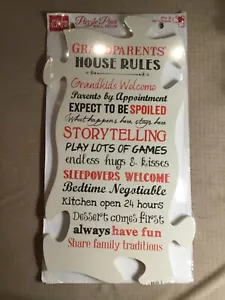 Puzzle Piece
GRANDPARENTS'
HOUSE RULES
Grandkids Welcome
Parents by Appointment
EXPECT TO BE SPOILED
What happens here stays here
STORYTELLING
PLAY LOTS OF GAMES
endless hugs & kisses
SLEEPOVERS WELCOME
Bedtime Negotiable
Kitchen open 24 hours
Dessert comes first
always have fun
Share family traditions